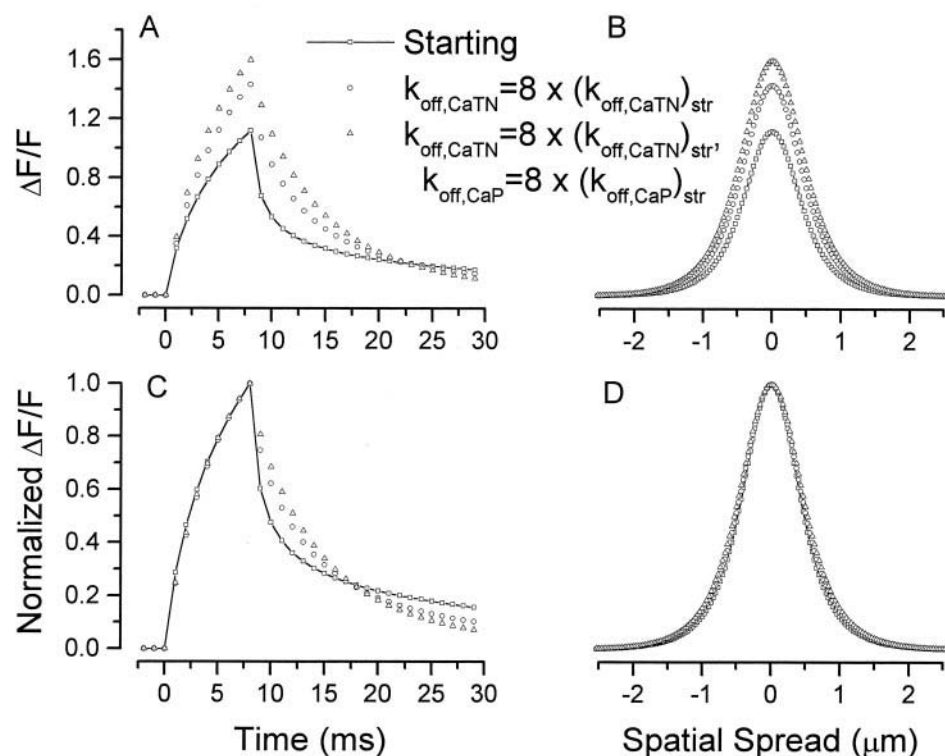 A
Starting
k_off,CaTN=8 x (k_off,CaTN)_str
k_off,CaTN=8 x (k_off,CaTN)_str,
k_off,CaP=8 x (k_off,CaP)_str
B
ΔF/F
1.6
1.2
0.8
0.4
0.0
0 5 10 15 20 25 30
-2 -1 0 1 2
C
D
Normalized ΔF/F
1.0
0.8
0.6
0.4
0.2
0.0
0 5 10 15 20 25 30
-2 -1 0 1 2
Time (ms)
Spatial Spread (μm)